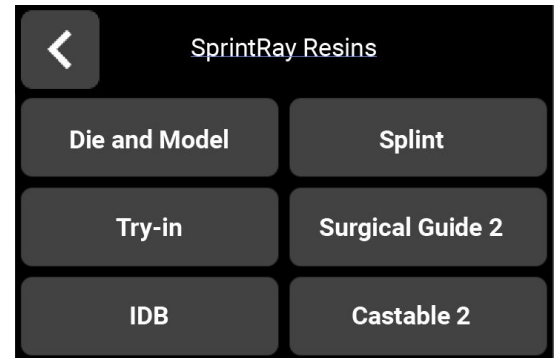 SprintRay Resins
Die and Model
Splint
Try-in
Surgical Guide 2
IDB
Castable 2